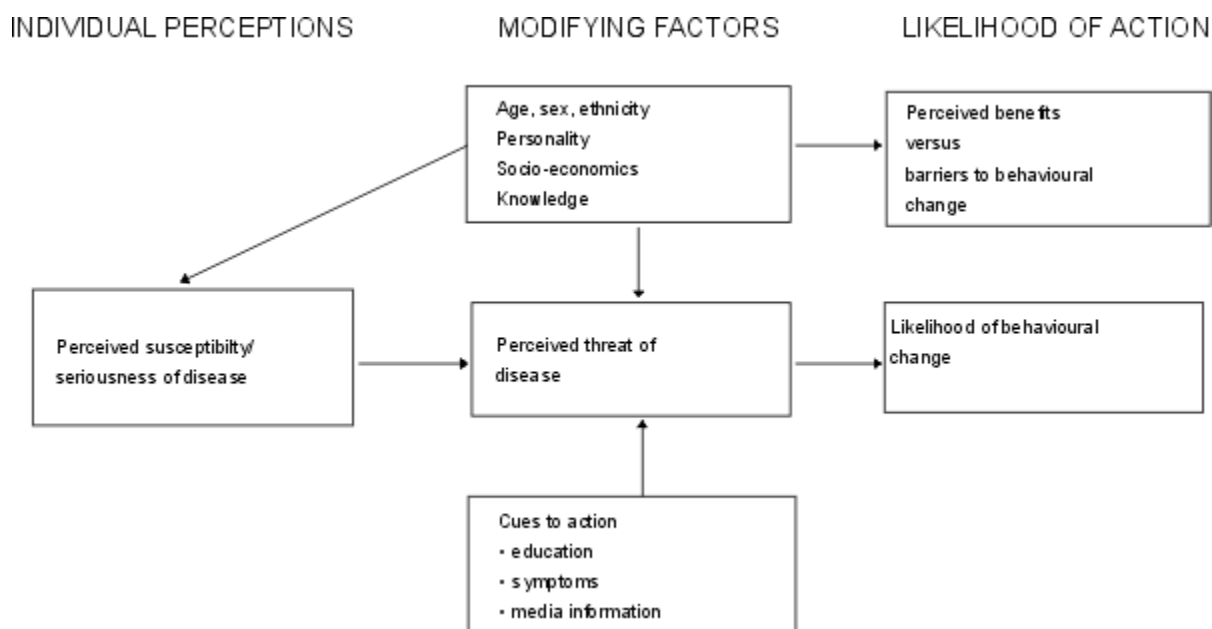 INDIVIDUAL PERCEPTIONS
MODIFYING FACTORS
LIKELIHOOD OF ACTION
Age, sex, ethnicity
Personality
Socio-economics
Knowledge
Perceived benefits
versus
barriers to behavioural
change
Perceived susceptibilty/
seriousness of disease
Perceived threat of
disease
Likelihood of behavioural
change
Cues to action
• education
• symptoms
• media information